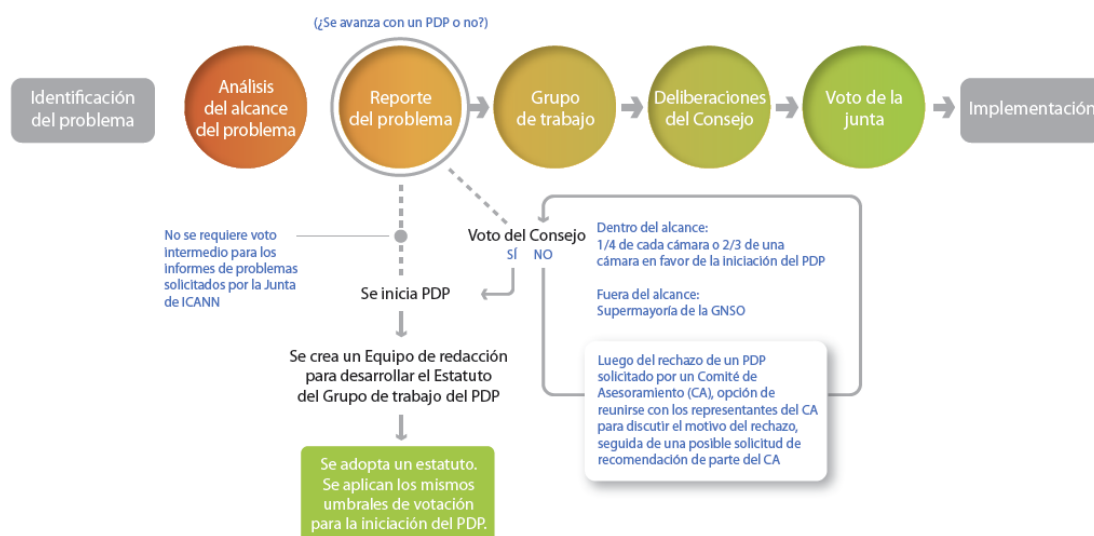 (¿Se avanza con un PDP o no?)
Identificación
del problema
Análisis
del alcance
del problema
Reporte
del problema
Grupo
de trabajo
Deliberaciones
del Consejo
Voto de la
junta
Implementación
No se requiere voto
intermedio para los
informes de problemas
solicitados por la Junta
de ICANN
Voto del Consejo
SÍ NO
Dentro del alcance:
1/4 de cada cámara o 2/3 de una
cámara en favor de la iniciación del PDP
Fuera del alcance:
Supermayoría de la GNSO
Se inicia PDP
Se crea un Equipo de redacción
para desarrollar el Estatuto
del Grupo de trabajo del PDP
Luego del rechazo de un PDP
solicitado por un Comité de
Asesoramiento (CA), opción de
reunirse con los representantes del CA
para discutir el motivo del rechazo,
seguida de una posible solicitud de
recomendación de parte del CA
Se adopta un estatuto.
Se aplican los mismos
umbrales de votación
para la iniciación del PDP.